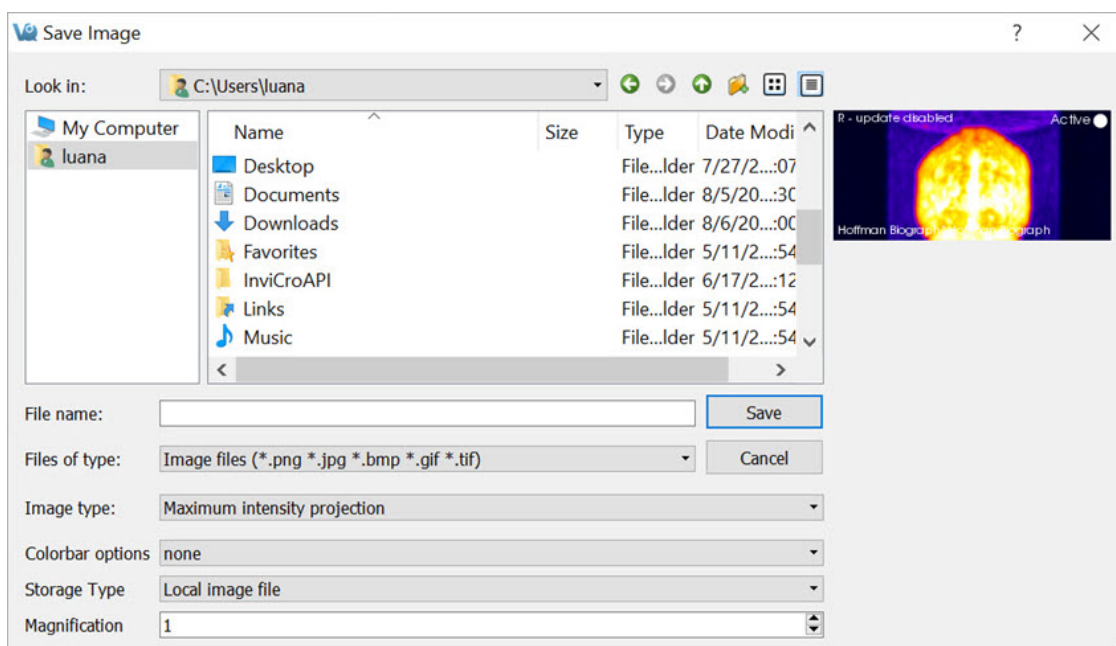 Save Image
Look in: C:\Users\luana
My Computer
luana
Name Size Type Date Modi
Desktop File...lder 7/27/2...:07
Documents File...lder 8/5/20...:30
Downloads File...lder 8/6/20...:00
Favorites File...lder 5/11/2...:54
InviCroAPI File...lder 6/17/2...:12
Links File...lder 5/11/2...:54
Music File...lder 5/11/2...:54
R - update disabled Active
Hoffman
File name: Save
Files of type: Image files (*.png *.jpg *.bmp *.gif *.tif) Cancel
Image type: Maximum intensity projection
Colorbar options none
Storage Type Local image file
Magnification 1